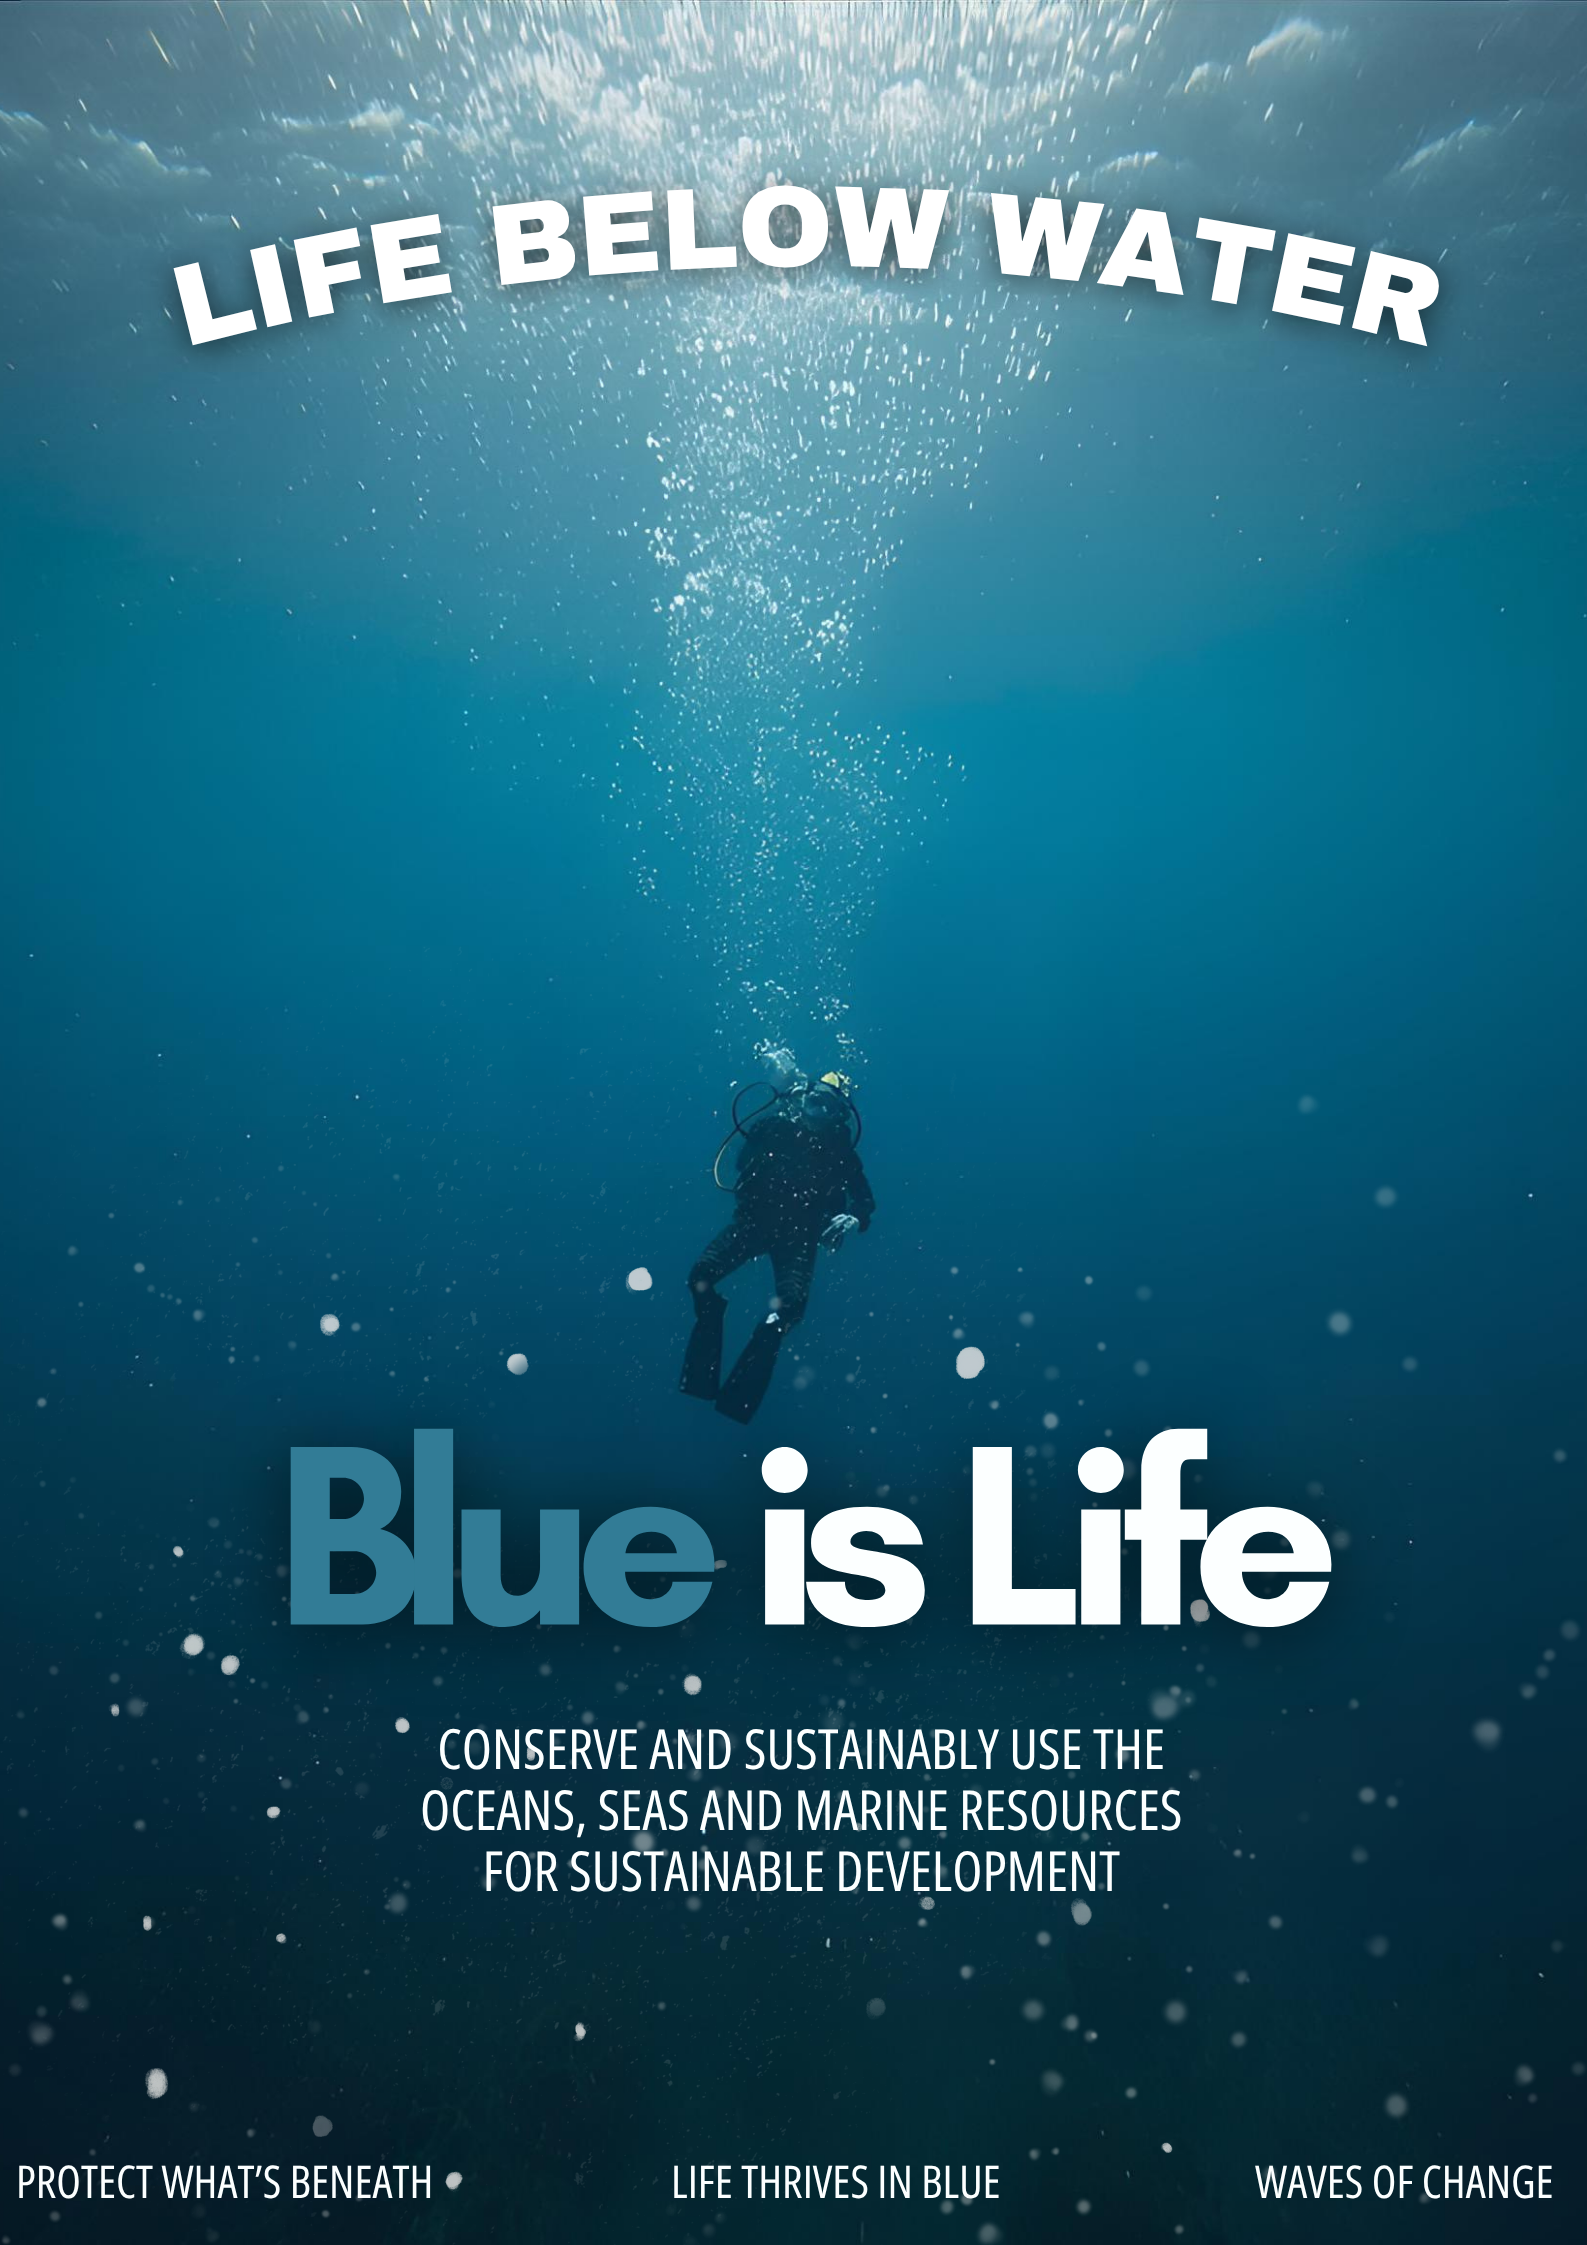 LIFE BELOW WATER
Blue is Life
CONSERVE AND SUSTAINABLY USE THE
OCEANS, SEAS AND MARINE RESOURCES
FOR SUSTAINABLE DEVELOPMENT
PROTECT WHAT’S BENEATH
LIFE THRIVES IN BLUE
WAVES OF CHANGE